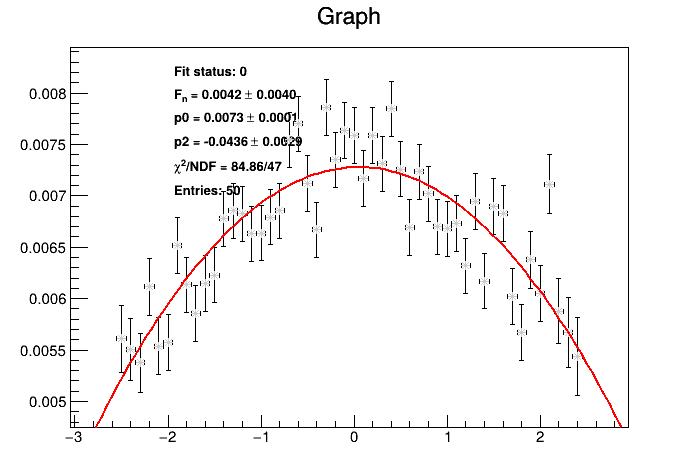 Graph
Fit status: 0
Fn = 0.0042 ± 0.0040
p0 = 0.0073 ± 0.0001
p2 = -0.0436 ± 0.0029
χ²/NDF = 84.86/47
Entries: 50
0.008
0.0075
0.007
0.0065
0.006
0.0055
0.005
−3 −2 −1 0 1 2